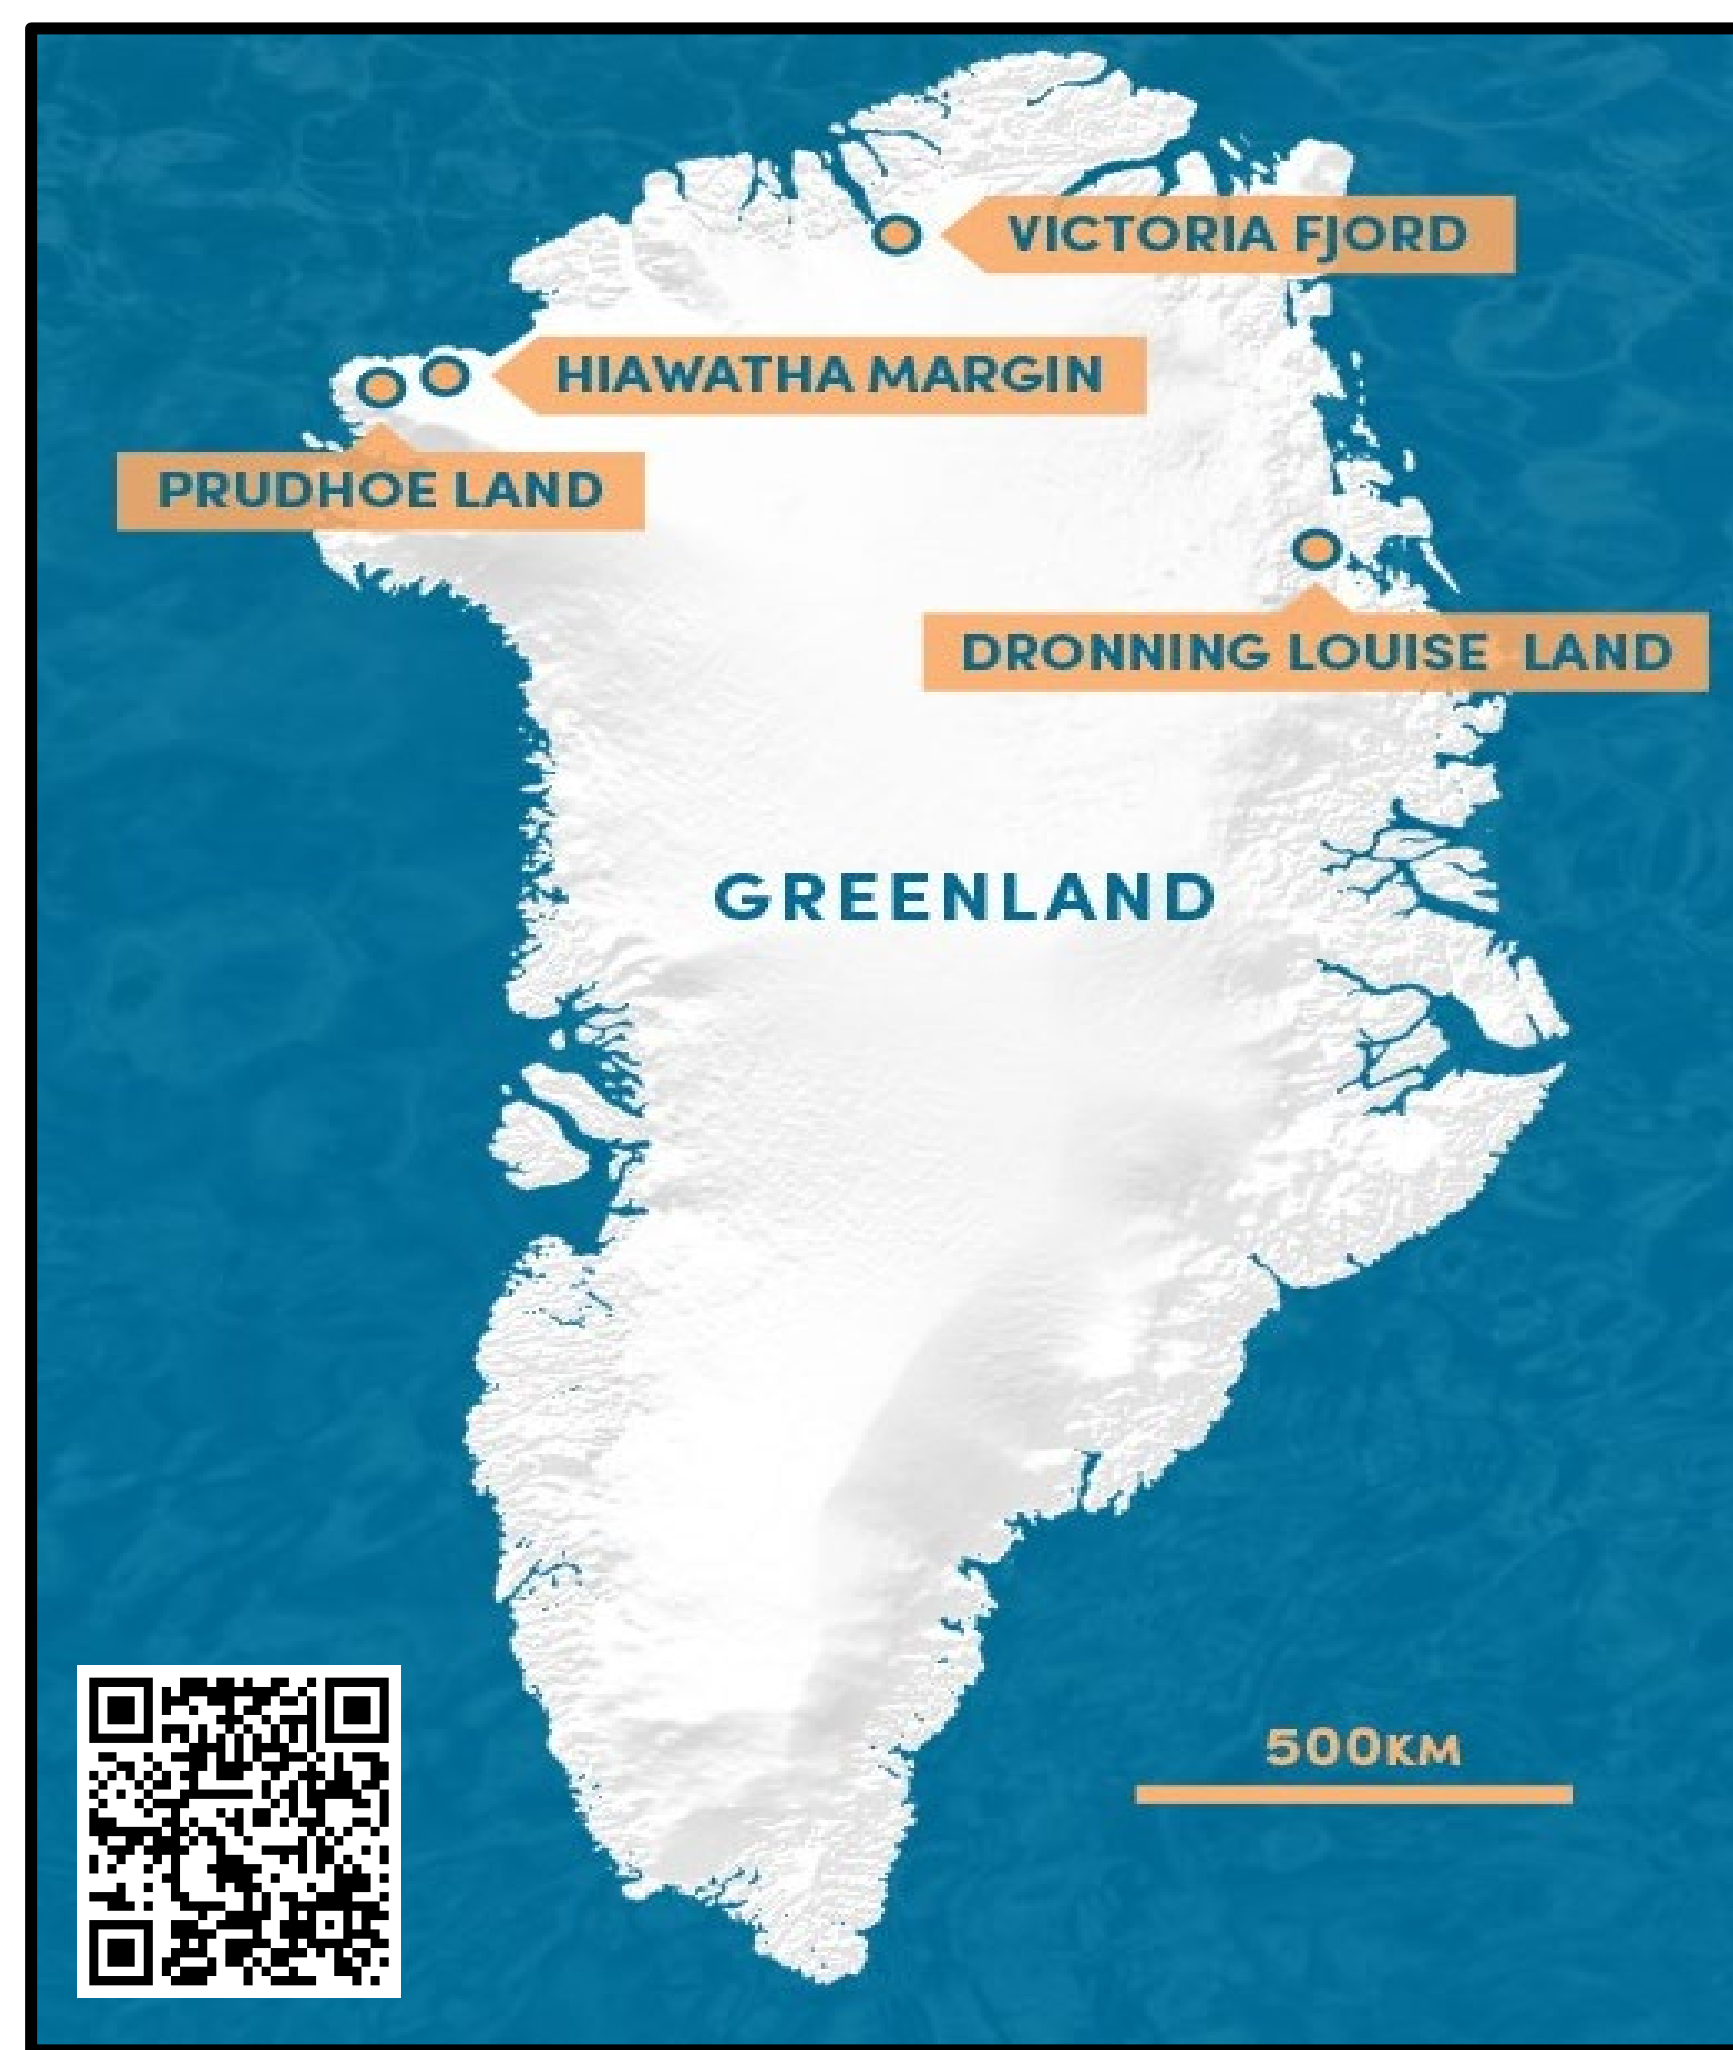 VICTORIA FJORD
HIAWATHA MARGIN
PRUDHOE LAND
DRONNING LOUISE LAND
GREENLAND
500KM